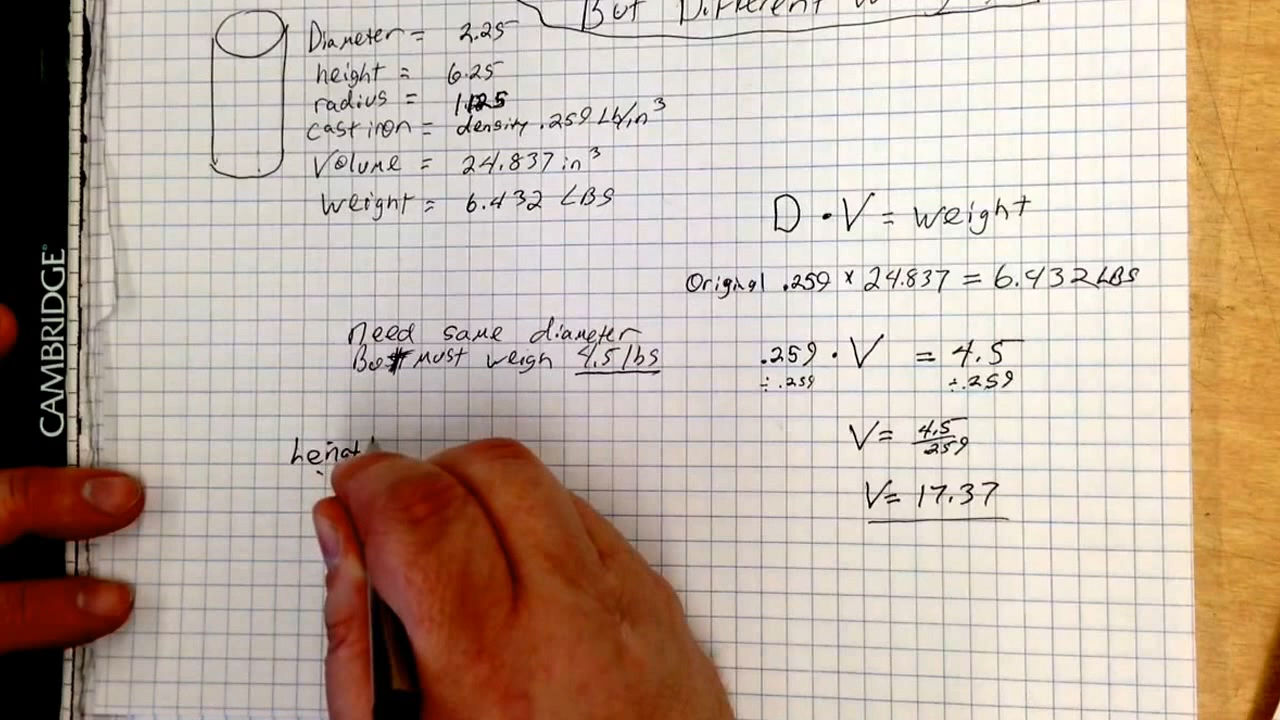 But Different
Diameter = 2.25
height = 6.25
radius = 1.125
cast iron = density .259 Lb/in³
Volume = 24.837 in³
weight = 6.432 LBS
D · V = weight
Original .259 × 24.837 = 6.432 LBS
need same diameter
But must weigh 4.5 lbs
.259 · V = 4.5
÷ .259 ÷ .259
V = 4.5/.259
V = 17.37
Lengt
CAMBRIDGE